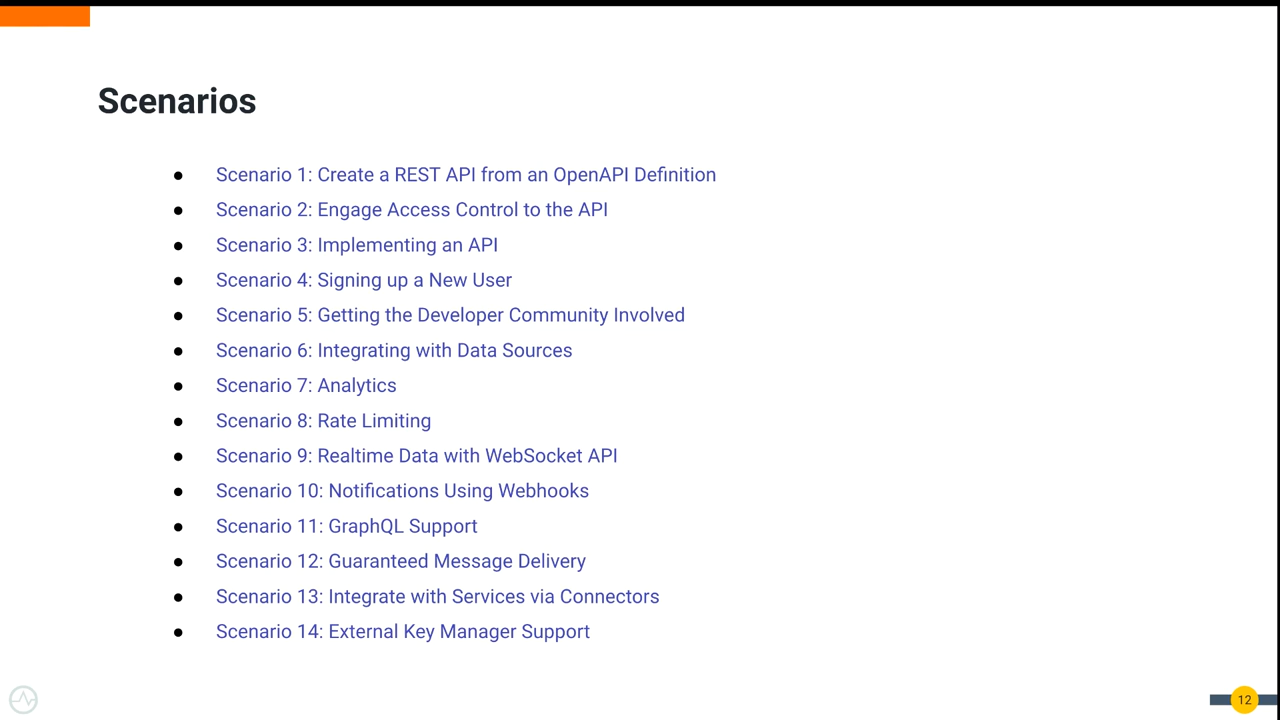 Scenarios
● Scenario 1: Create a REST API from an OpenAPI Definition
● Scenario 2: Engage Access Control to the API
● Scenario 3: Implementing an API
● Scenario 4: Signing up a New User
● Scenario 5: Getting the Developer Community Involved
● Scenario 6: Integrating with Data Sources
● Scenario 7: Analytics
● Scenario 8: Rate Limiting
● Scenario 9: Realtime Data with WebSocket API
● Scenario 10: Notifications Using Webhooks
● Scenario 11: GraphQL Support
● Scenario 12: Guaranteed Message Delivery
● Scenario 13: Integrate with Services via Connectors
● Scenario 14: External Key Manager Support
12